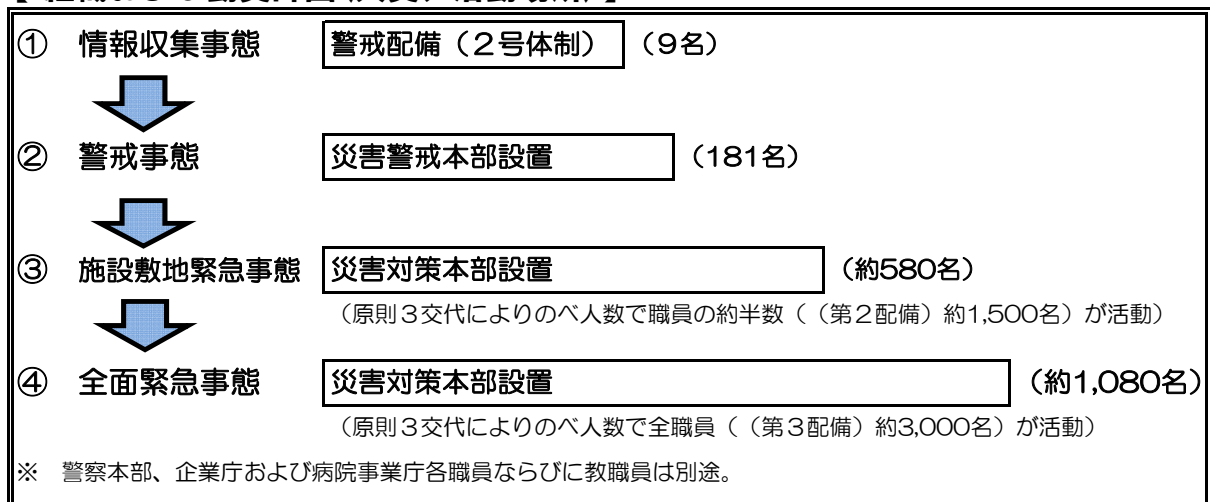 ① 情報収集事態 警戒配備（２号体制） （９名）
② 警戒事態 災害警戒本部設置 （181名）
③ 施設敷地緊急事態 災害対策本部設置 （約580名）
（原則３交代によりのべ人数で職員の約半数（（第２配備）約1,500名）が活動）
④ 全面緊急事態 災害対策本部設置 （約1,080名）
（原則３交代によりのべ人数で全職員（（第３配備）約3,000名）が活動）
※ 警察本部、企業庁および病院事業庁各職員ならびに教職員は別途。